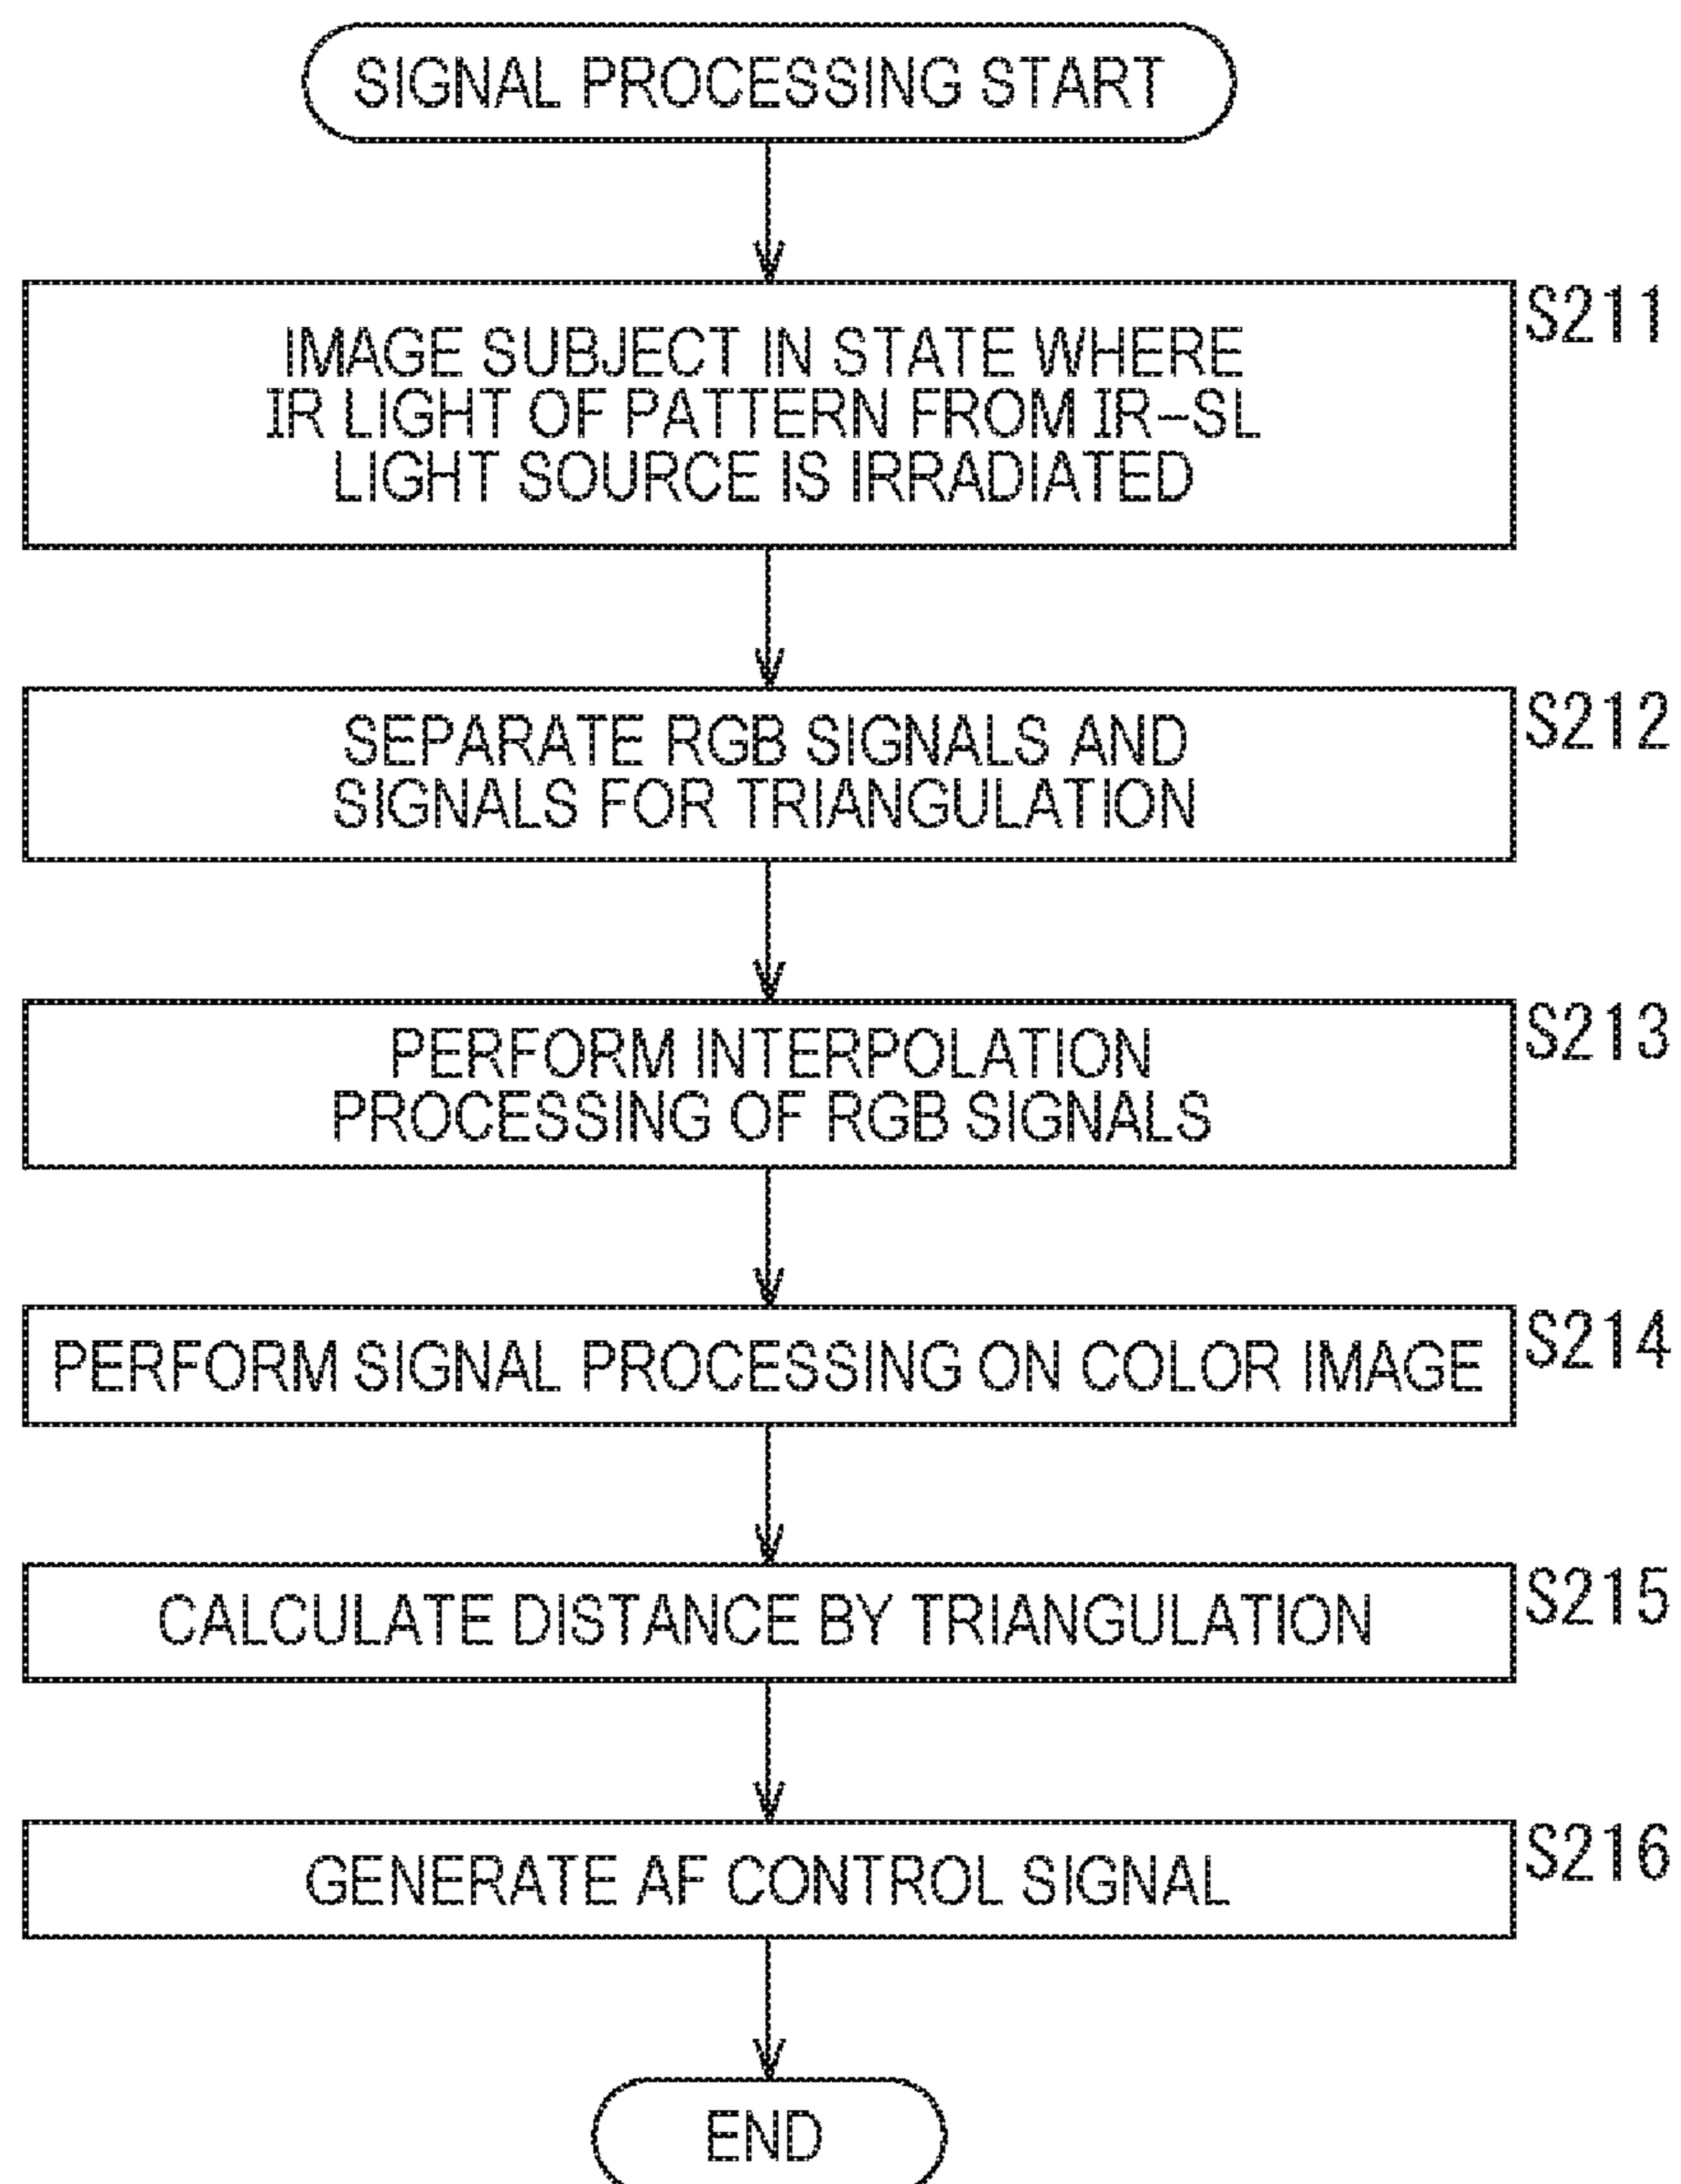 SIGNAL PROCESSING START
IMAGE SUBJECT IN STATE WHERE
IR LIGHT OF PATTERN FROM IR-SL
LIGHT SOURCE IS IRRADIATED
S211
SEPARATE RGB SIGNALS AND
SIGNALS FOR TRIANGULATION
S212
PERFORM INTERPOLATION
PROCESSING OF RGB SIGNALS
S213
PERFORM SIGNAL PROCESSING ON COLOR IMAGE
S214
CALCULATE DISTANCE BY TRIANGULATION
S215
GENERATE AF CONTROL SIGNAL
S216
END